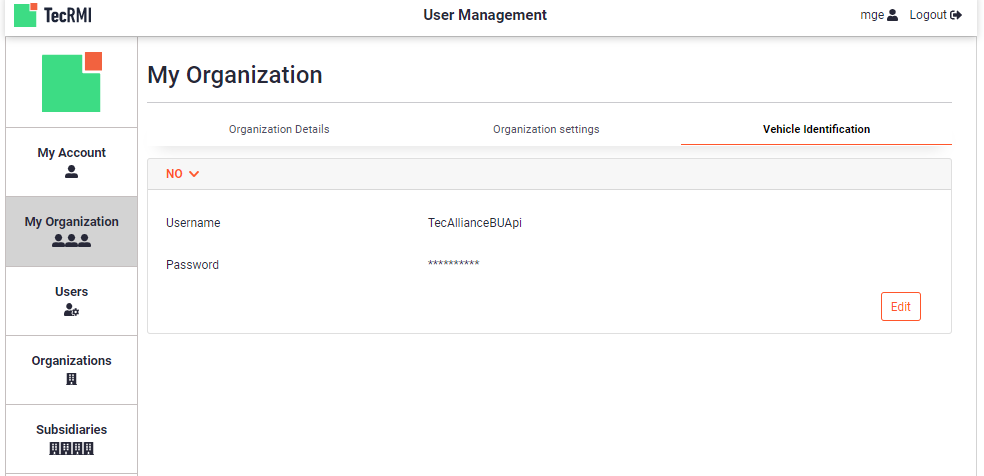 TecRMI
User Management
mge
Logout
My Account
My Organization
Users
Organizations
Subsidiaries
My Organization
Organization Details
Organization settings
Vehicle Identification
NO
Username
TecAllianceBUApi
Password
**********
Edit